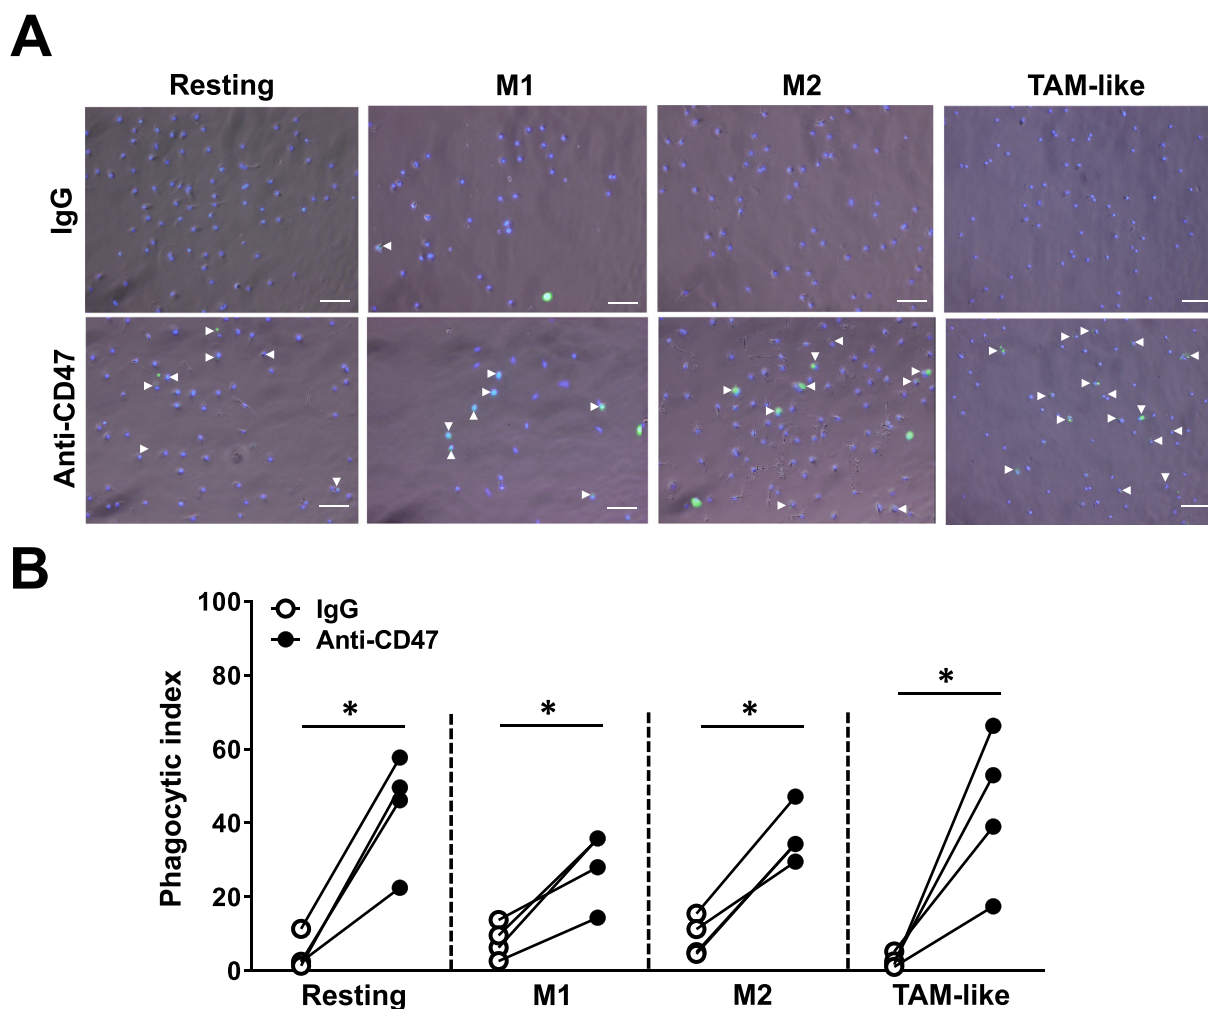 A
Resting M1 M2 TAM-like
IgG
Anti-CD47
B
100
80
60
40
20
0
Phagocytic index
IgG
Anti-CD47
* * * *
Resting M1 M2 TAM-like